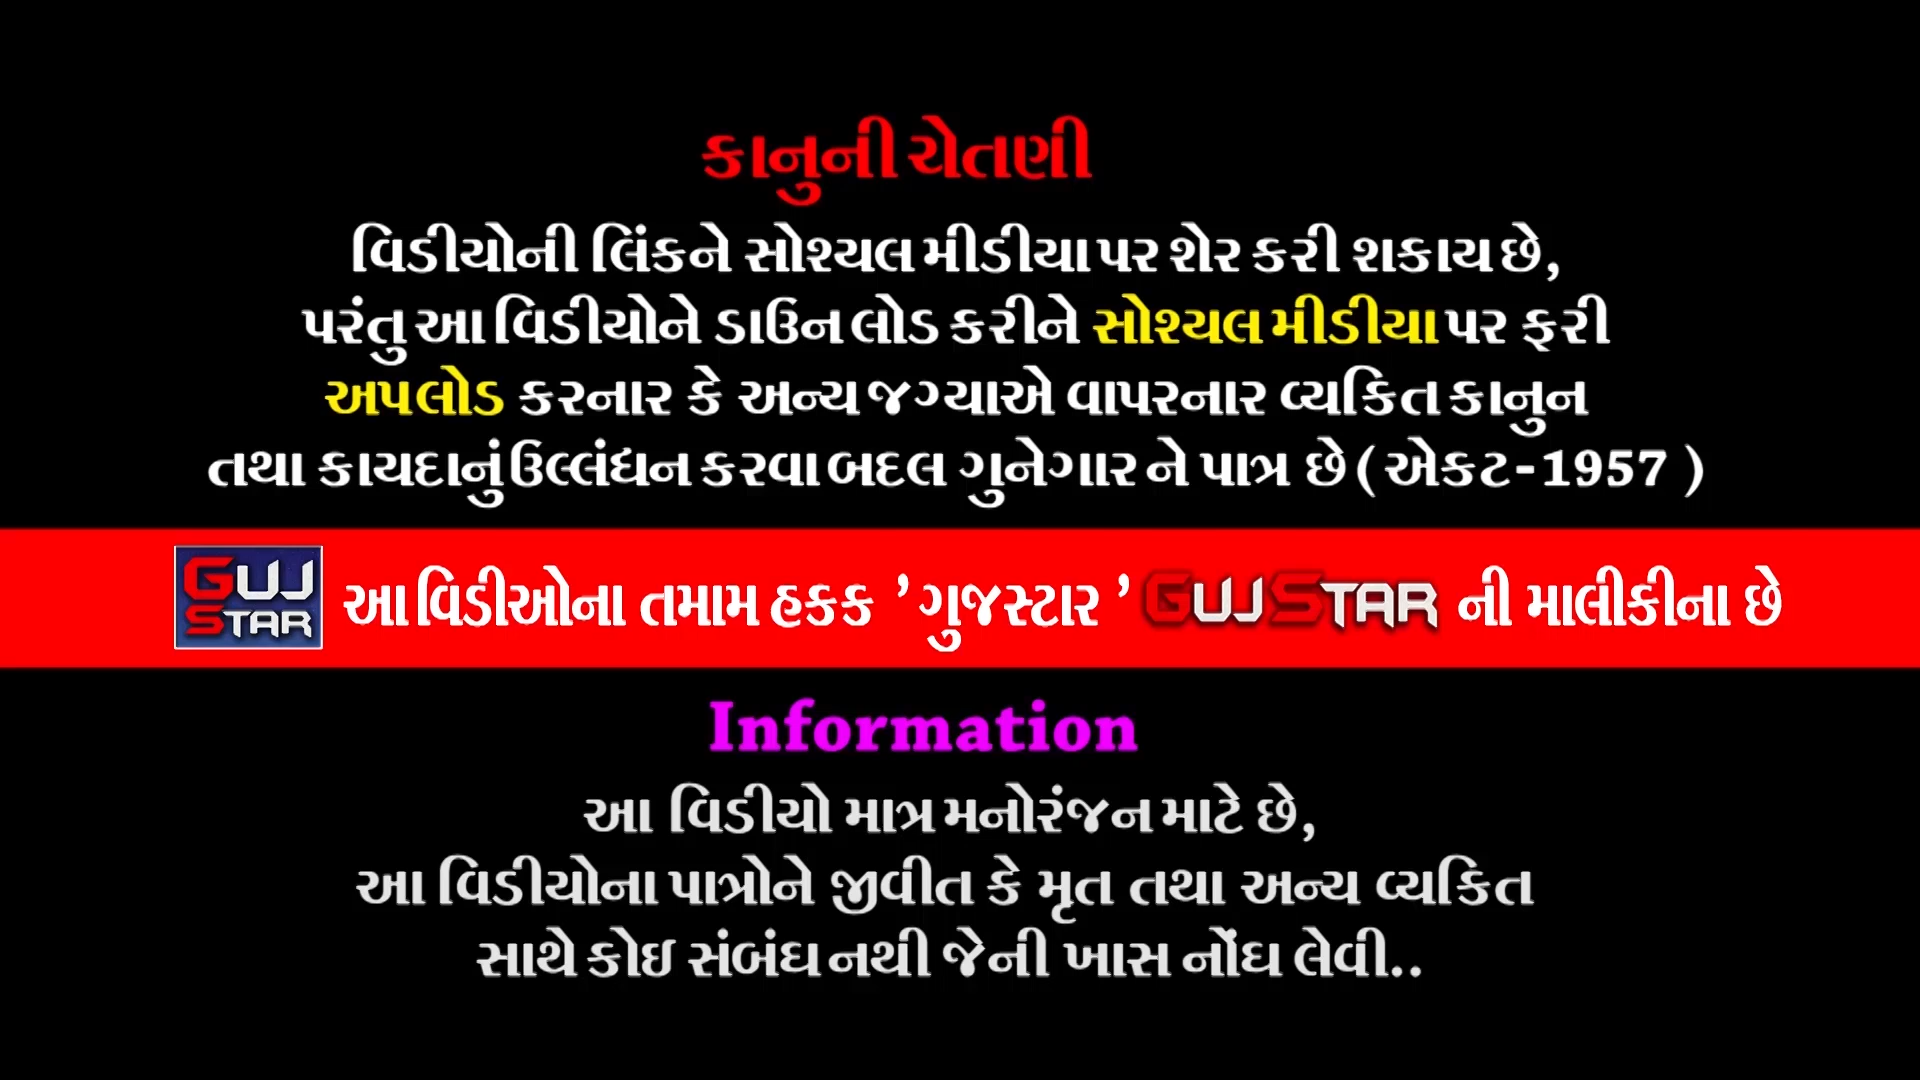 કાનુની ચેતણી
વિડીયોની લિંકને સોશ્યલ મીડીયા પર શેર કરી શકાય છે,
પરંતુ આ વિડીયોને ડાઉન લોડ કરીને સોશ્યલ મીડીયા પર ફરી
અપલોડ કરનાર કે અન્ય જગ્યાએ વાપરનાર વ્યકિત કાનુન
તથા કાયદાનું ઉલ્લંઘન કરવા બદલ ગુનેગાર ને પાત્ર છે ( એકટ-1957 )
GUJ STAR
આ વિડીઓના તમામ હકક ’ ગુજસ્ટાર ’ GUJ STAR ની માલીકીના છે
Information
આ વિડીયો માત્ર મનોરંજન માટે છે,
આ વિડીયોના પાત્રોને જીવીત કે મૃત તથા અન્ય વ્યકિત
સાથે કોઇ સંબંઘ નથી જેની ખાસ નોંઘ લેવી..